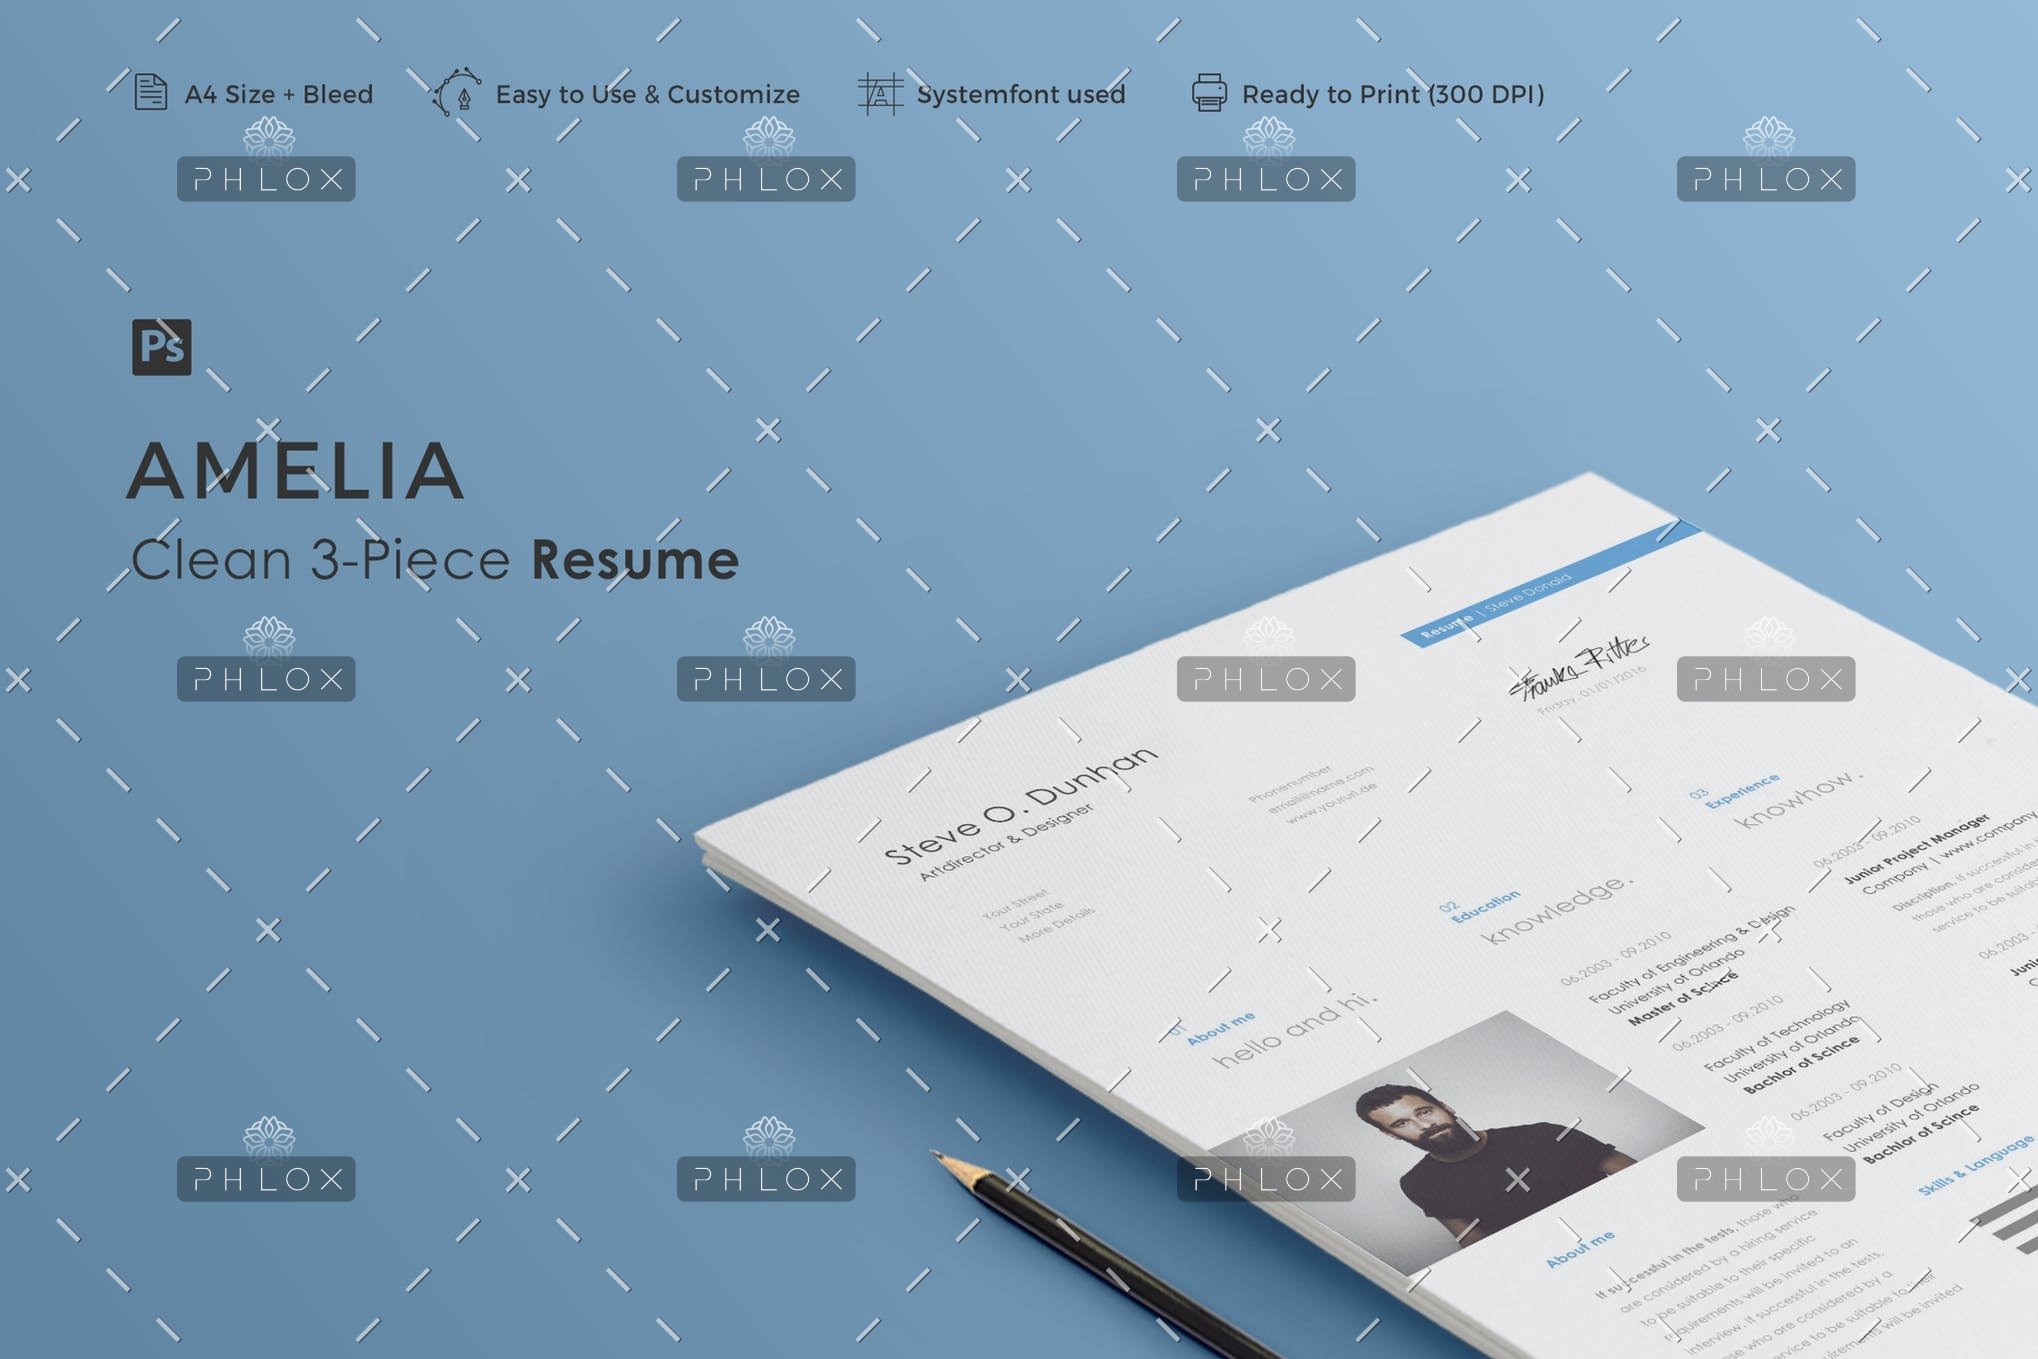 A4 Size + Bleed
Easy to Use & Customize
Systemfont used
Ready to Print (300 DPI)
PHLOX PHLOX PHLOX PHLOX
Ps
AMELIA
Clean 3-Piece Resume
PHLOX PHLOX PHLOX PHLOX
Resume | Steve Donald
Franka Ritter
Friday, 01/01/2016
Steve O. Dunhan
Artdirector & Designer
Phonenumber
email@name.com
www.yoururl.de
Your Street
Your State
More Details
01
About me
hello and hi.
02
Education
knowledge.
06.2003 - 09.2010
Faculty of Engineering & Design
University of Orlando
Master of Scince
06.2003 - 09.2010
Faculty of Technology
University of Orlando
Bachlor of Scince
06.2003 - 09.2010
Faculty of Design
University of Orlando
Bachlor of Science
03
Experience
knowhow.
06.2003 - 09.2010
Junior Project Manager
Company | www.company
Discription. If successful in
those who are
service to be
06.2003 -
Skills & Language
About me
If successful in the tests, those who
are considered by a hiring service
to be suitable to their specific
requirements will be invited to an
interview. If successful in the tests,
who are considered by a
service to be suitable to their
will be invited
PHLOX PHLOX PHLOX PHLOX